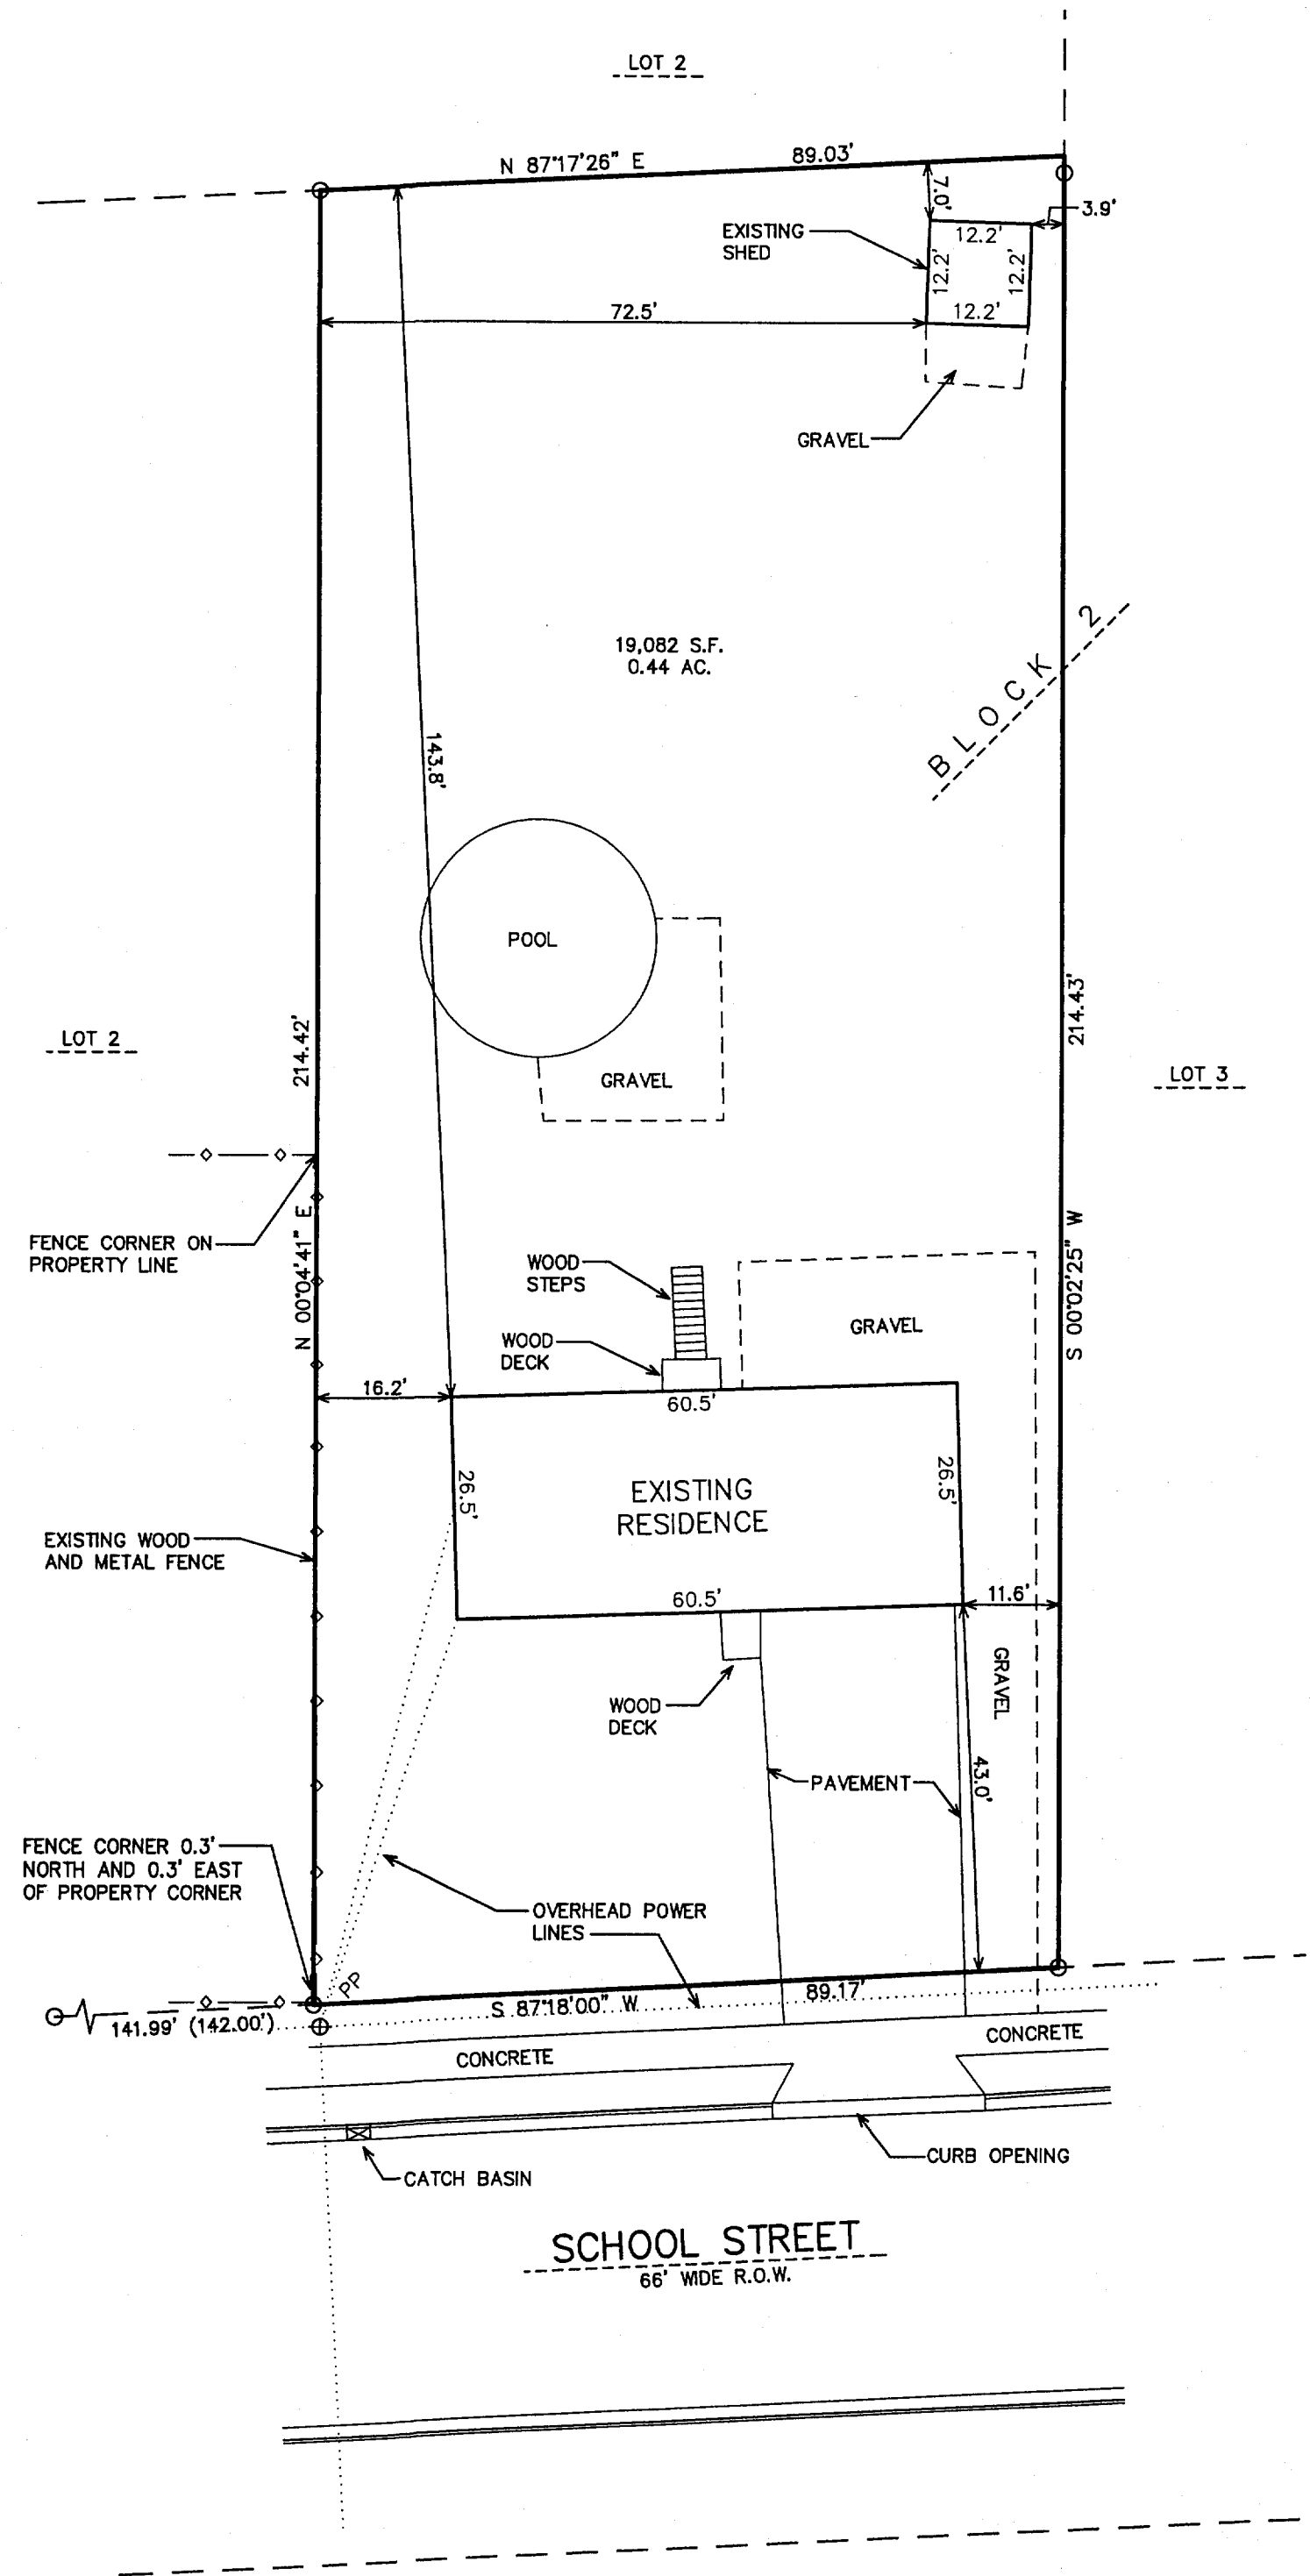 LOT 2
N 87°17'26" E
89.03'
7.0'
3.9'
EXISTING
SHED
12.2'
12.2'
12.2'
12.2'
72.5'
GRAVEL
19,082 S.F.
0.44 AC.
BLOCK 2
143.8'
POOL
GRAVEL
214.42'
214.43'
LOT 2
LOT 3
FENCE CORNER ON
PROPERTY LINE
N 00°04'41" E
S 00°02'25" W
WOOD
STEPS
WOOD
DECK
GRAVEL
16.2'
60.5'
26.5'
26.5'
EXISTING
RESIDENCE
EXISTING WOOD
AND METAL FENCE
60.5'
11.6'
GRAVEL
WOOD
DECK
PAVEMENT
43.0'
FENCE CORNER 0.3'
NORTH AND 0.3' EAST
OF PROPERTY CORNER
OVERHEAD POWER
LINES
PP
S 87°18'00" W
89.17'
141.99' (142.00')
CONCRETE
CONCRETE
CATCH BASIN
CURB OPENING
SCHOOL STREET
66' WIDE R.O.W.